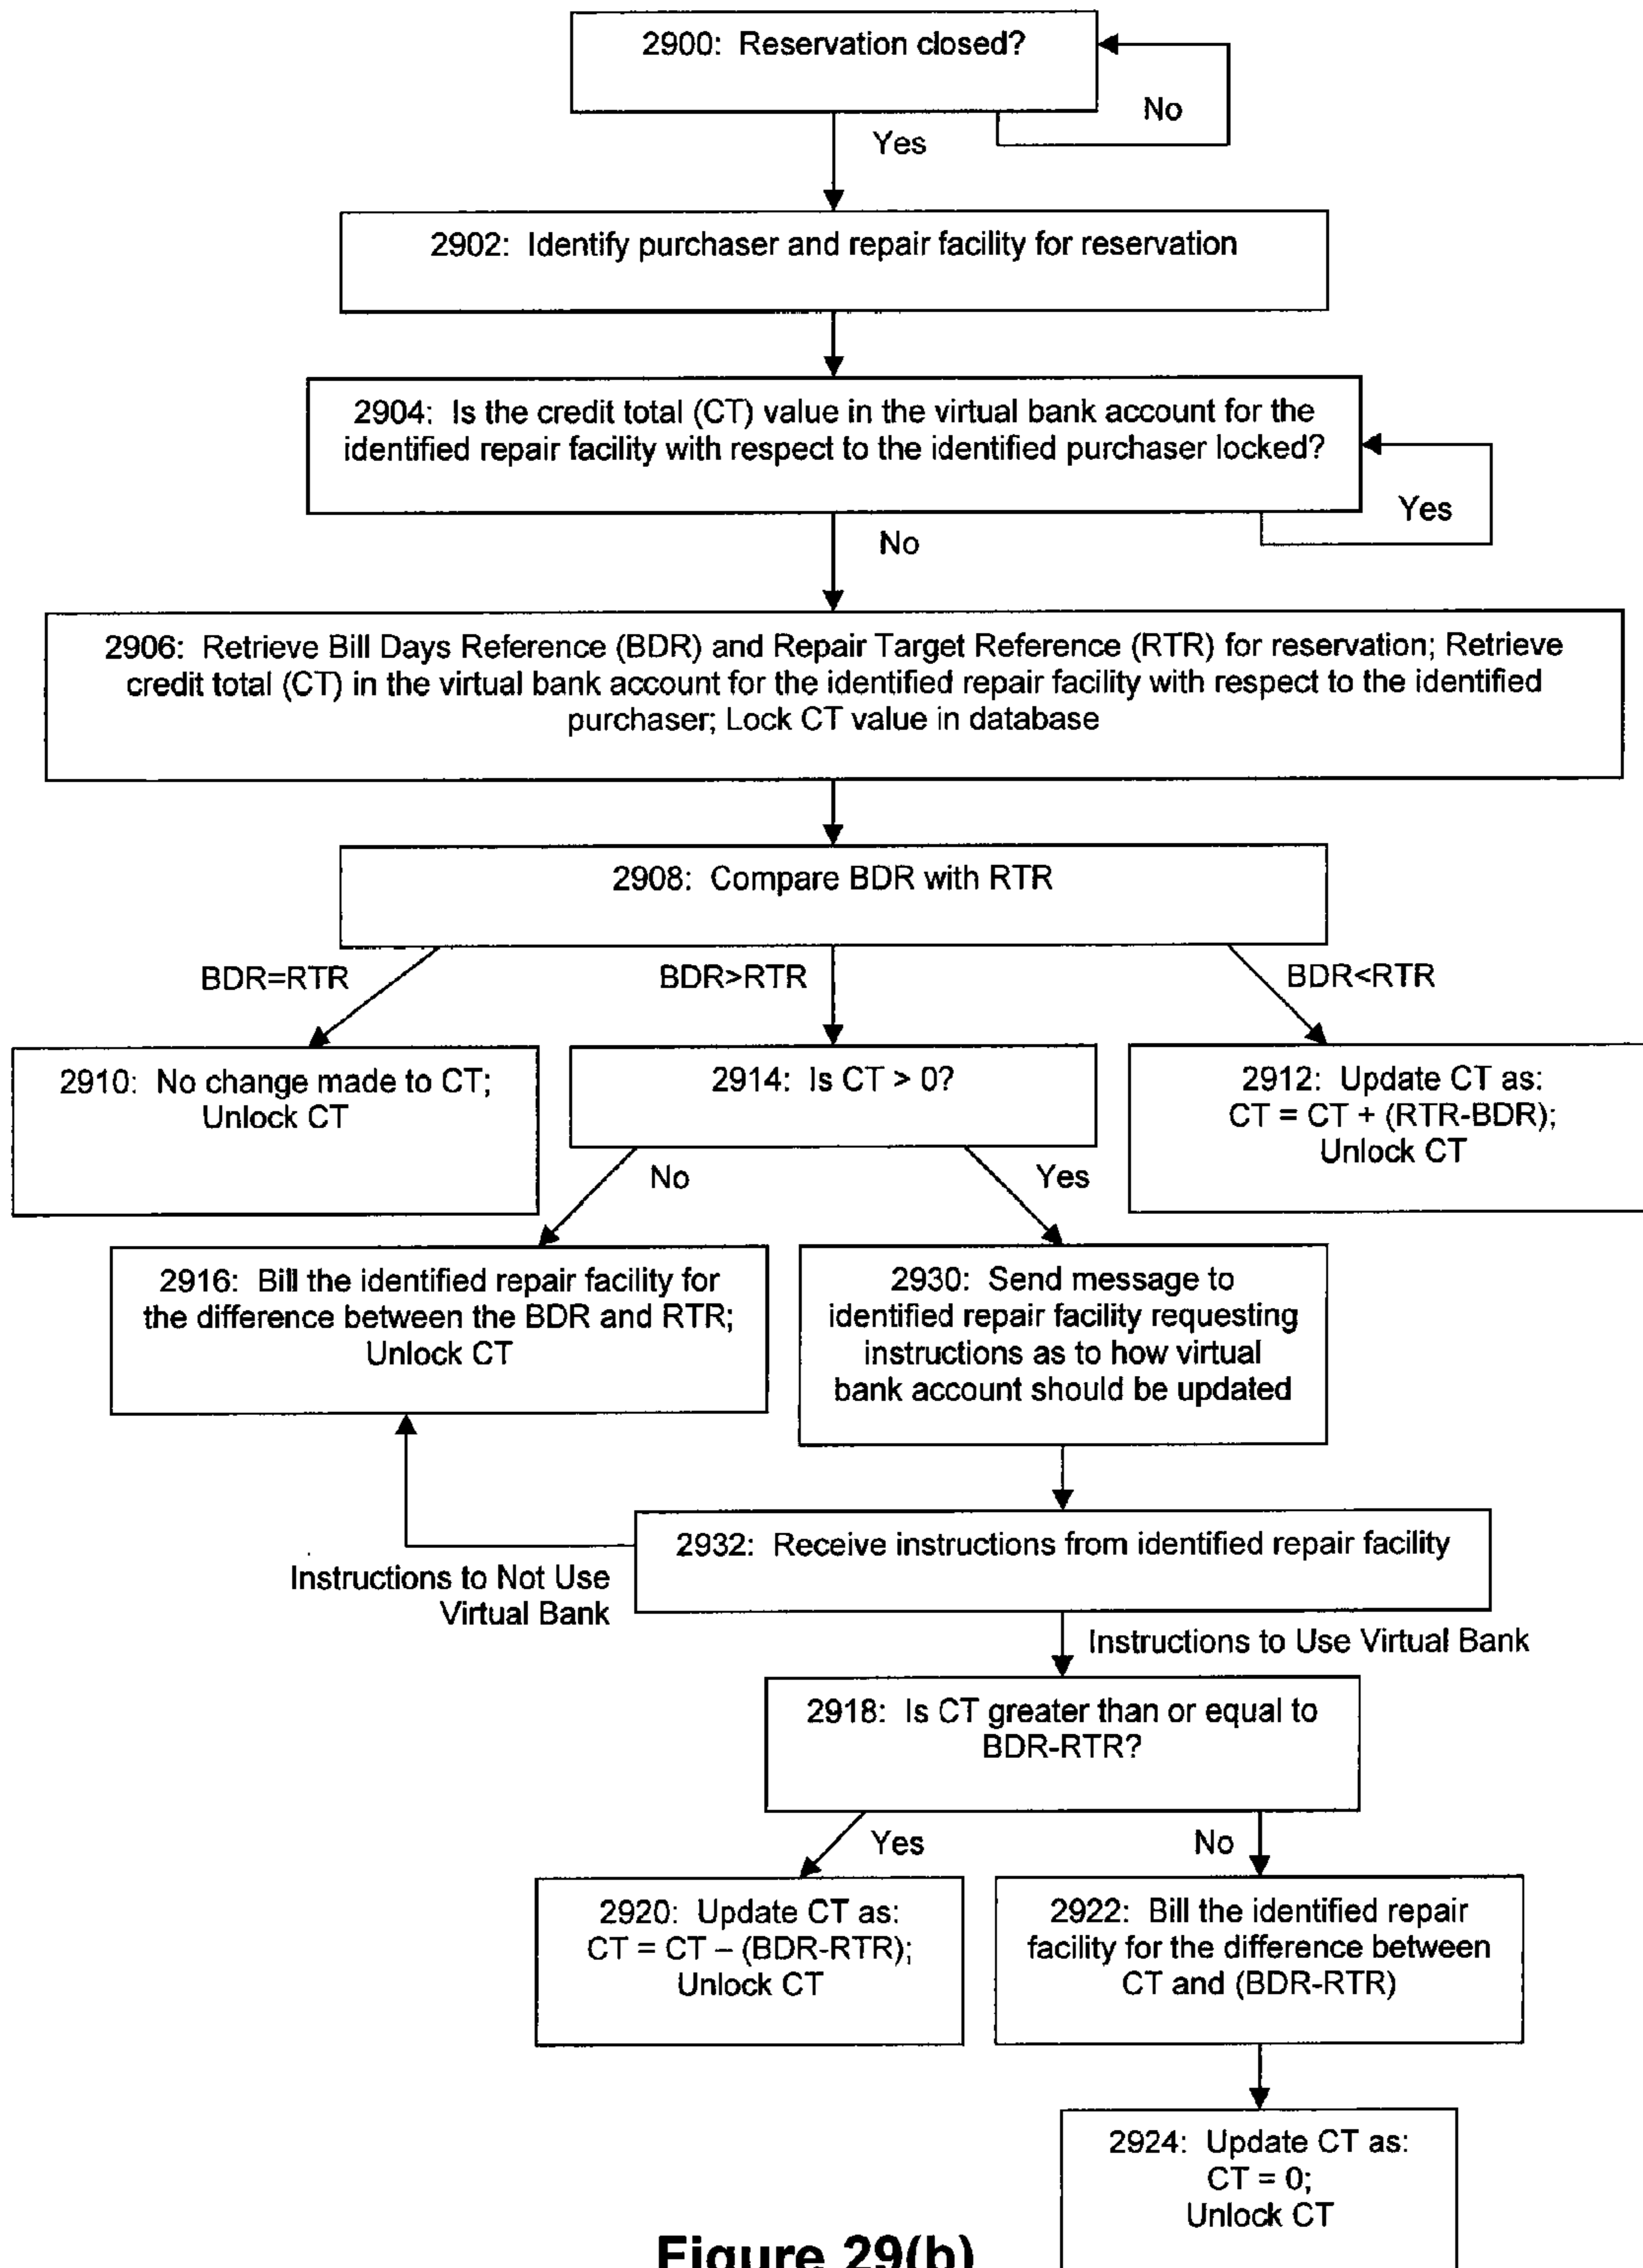 2900: Reservation closed?
No
Yes
2902: Identify purchaser and repair facility for reservation
2904: Is the credit total (CT) value in the virtual bank account for the
identified repair facility with respect to the identified purchaser locked?
Yes
No
2906: Retrieve Bill Days Reference (BDR) and Repair Target Reference (RTR) for reservation; Retrieve
credit total (CT) in the virtual bank account for the identified repair facility with respect to the identified
purchaser; Lock CT value in database
2908: Compare BDR with RTR
BDR=RTR
BDR>RTR
BDR<RTR
2910: No change made to CT;
Unlock CT
2914: Is CT > 0?
2912: Update CT as:
CT = CT + (RTR-BDR);
Unlock CT
No
Yes
2916: Bill the identified repair facility for
the difference between the BDR and RTR;
Unlock CT
2930: Send message to
identified repair facility requesting
instructions as to how virtual
bank account should be updated
2932: Receive instructions from identified repair facility
Instructions to Not Use
Virtual Bank
Instructions to Use Virtual Bank
2918: Is CT greater than or equal to
BDR-RTR?
Yes
No
2920: Update CT as:
CT = CT – (BDR-RTR);
Unlock CT
2922: Bill the identified repair
facility for the difference between
CT and (BDR-RTR)
2924: Update CT as:
CT = 0;
Unlock CT
Figure 29(b)